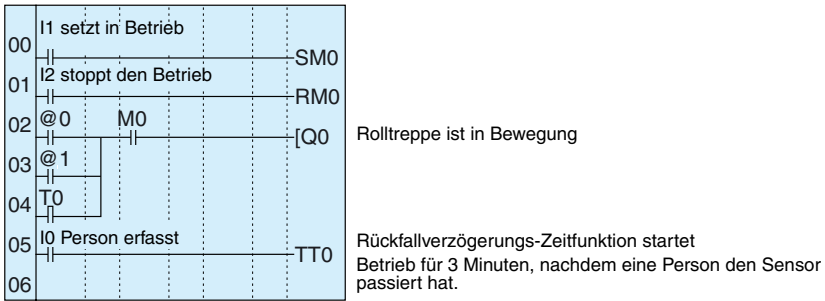 I1 setzt in Betrieb
00 SM0
I2 stoppt den Betrieb
01 RM0
@0 M0
02 [Q0 Rolltreppe ist in Bewegung
@1
03
T0
04
I0 Person erfasst
05 TT0 Rückfallverzögerungs-Zeitfunktion startet
Betrieb für 3 Minuten, nachdem eine Person den Sensor
passiert hat.
06